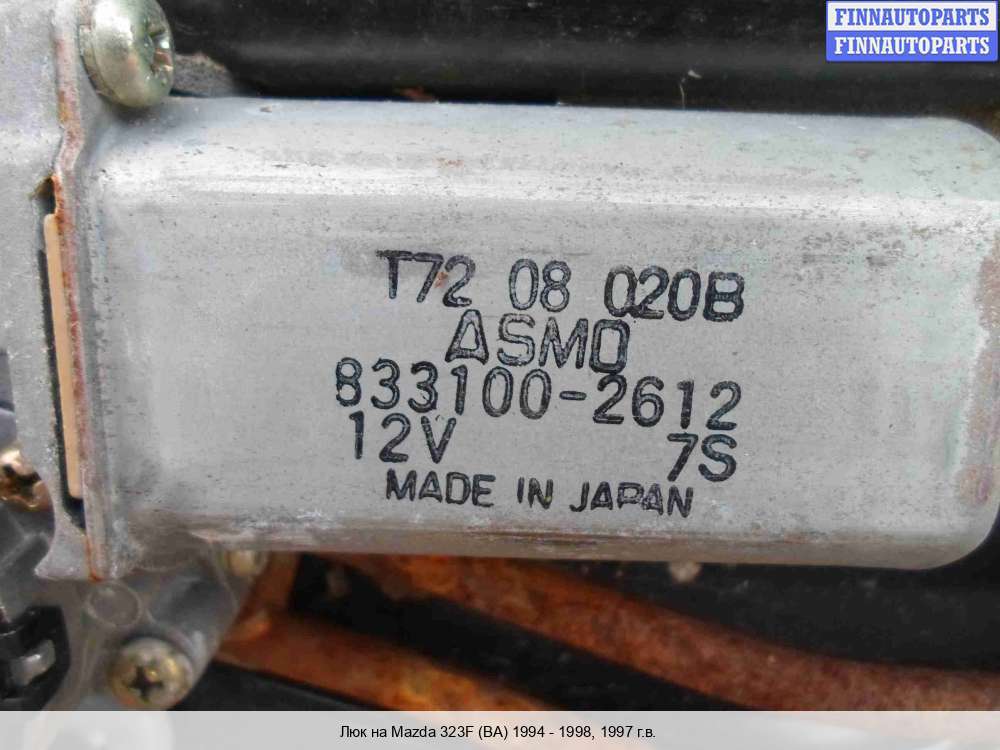 FINNAUTOPARTS
FINNAUTOPARTS
T72 08 020B
ASMO
833100-2612
12V 7S
MADE IN JAPAN
Люк на Mazda 323F (BA) 1994 - 1998, 1997 г.в.